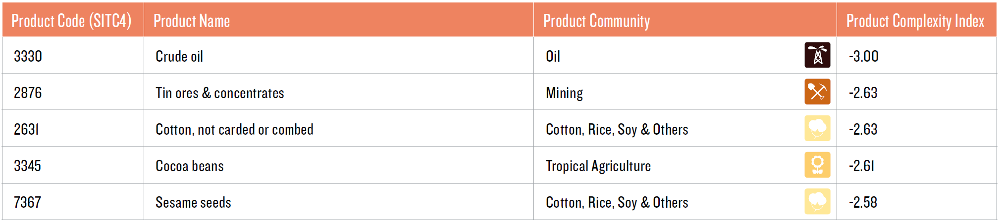 Product Code (SITC4) Product Name Product Community Product Complexity Index
3330 Crude oil Oil -3.00
2876 Tin ores & concentrates Mining -2.63
2631 Cotton, not carded or combed Cotton, Rice, Soy & Others -2.63
3345 Cocoa beans Tropical Agriculture -2.61
7367 Sesame seeds Cotton, Rice, Soy & Others -2.58